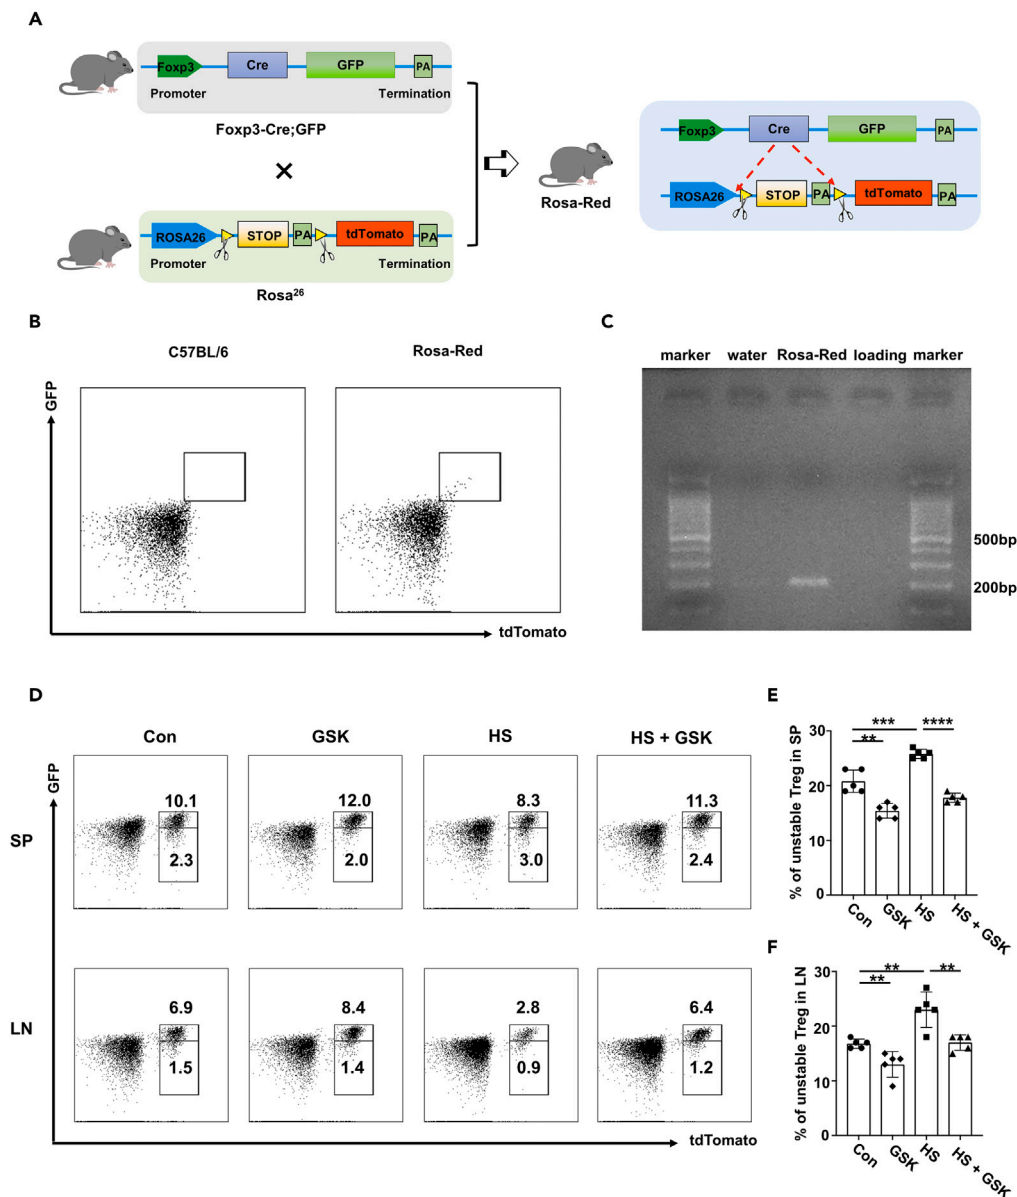 A
Foxp3 Cre GFP PA
Promoter Termination
Foxp3-Cre;GFP
×
ROSA26 STOP PA tdTomato PA
Promoter Termination
Rosa26
Rosa-Red
Foxp3 Cre GFP PA
ROSA26 STOP PA tdTomato PA
B
C57BL/6 Rosa-Red
GFP
tdTomato
C
marker water Rosa-Red loading marker
500bp
200bp
D
Con GSK HS HS + GSK
GFP
SP
10.1 12.0 8.3 11.3
2.3 2.0 3.0 2.4
LN
6.9 8.4 2.8 6.4
1.5 1.4 0.9 1.2
tdTomato
E
% of unstable Treg in SP
*** ****
**
30
20
10
0
Con GSK HS HS + GSK
F
% of unstable Treg in LN
** **
**
30
20
10
0
Con GSK HS HS + GSK